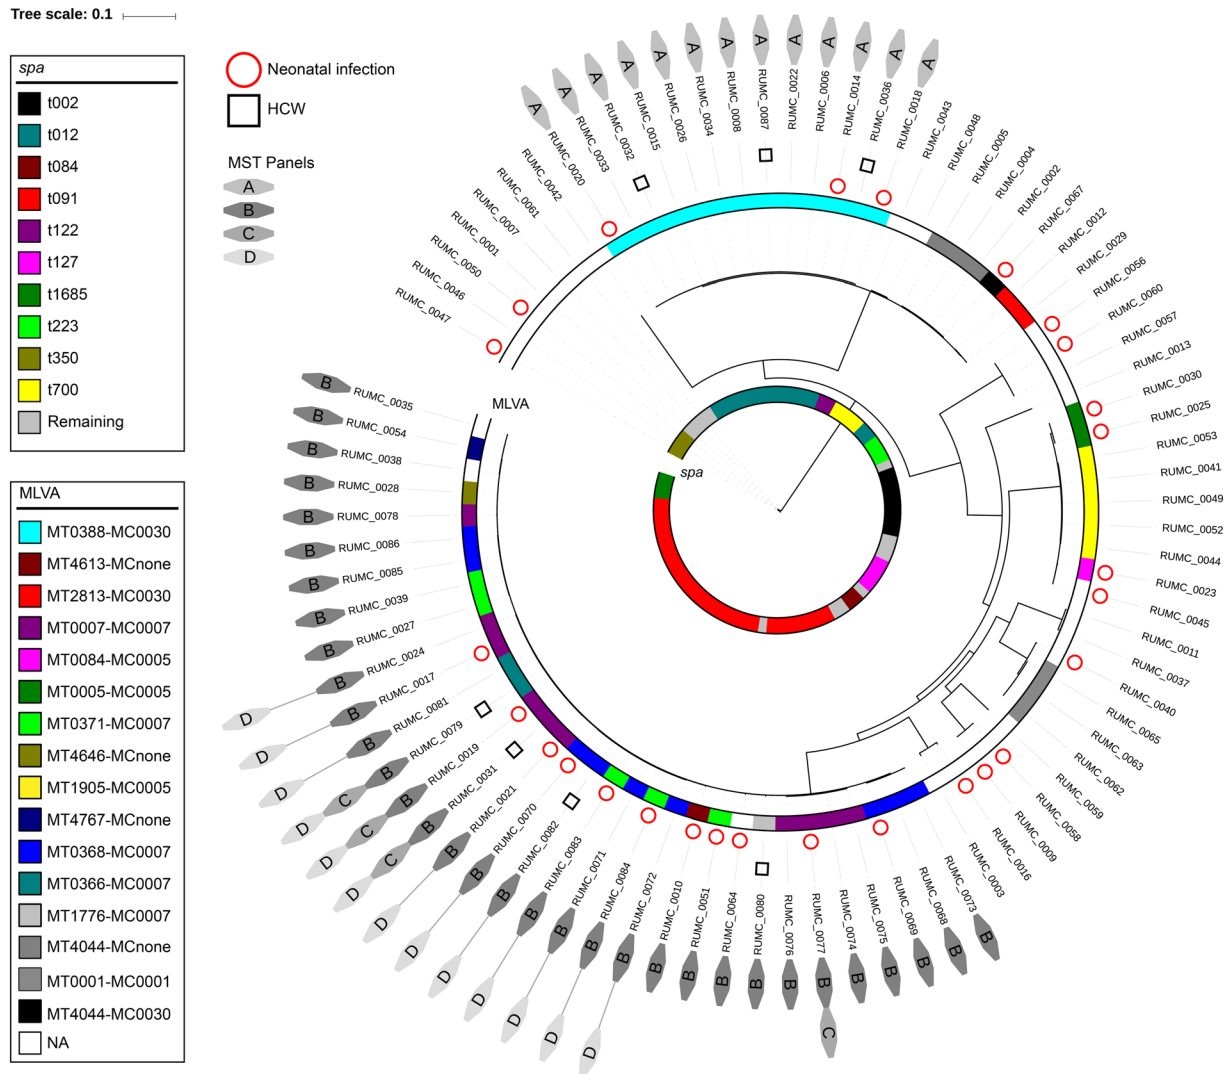 Tree scale: 0.1
spa
t002
t012
t084
t091
t122
t127
t1685
t223
t350
t700
Remaining
MLVA
MT0388-MC0030
MT4613-MCnone
MT2813-MC0030
MT0007-MC0007
MT0084-MC0005
MT0005-MC0005
MT0371-MC0007
MT4646-MCnone
MT1905-MC0005
MT4767-MCnone
MT0368-MC0007
MT0366-MC0007
MT1776-MC0007
MT4044-MCnone
MT0001-MC0001
MT4044-MC0030
NA
Neonatal infection
HCW
MST Panels
A
B
C
D
MLVA
spa
RUMC_0047
RUMC_0046
RUMC_0050
RUMC_0001
RUMC_0007
RUMC_0061
RUMC_0042
RUMC_0020 A
RUMC_0033 A
RUMC_0032 A
RUMC_0015 A
RUMC_0026 A
RUMC_0034 A
RUMC_0008 A
RUMC_0087 A
RUMC_0022 A
RUMC_0006 A
RUMC_0014 A
RUMC_0036 A
RUMC_0018 A
RUMC_0043
RUMC_0048
RUMC_0005
RUMC_0004
RUMC_0002
RUMC_0067
RUMC_0012
RUMC_0029
RUMC_0056
RUMC_0060
RUMC_0057
RUMC_0013
RUMC_0030
RUMC_0025
RUMC_0053
RUMC_0041
RUMC_0049
RUMC_0052
RUMC_0044
RUMC_0023
RUMC_0045
RUMC_0011
RUMC_0037
RUMC_0040
RUMC_0065
RUMC_0063
RUMC_0062
RUMC_0059
RUMC_0058
RUMC_0009
RUMC_0016
RUMC_0003
RUMC_0073 B
RUMC_0068 B
RUMC_0069 B
RUMC_0075 B
RUMC_0074 B
RUMC_0077 B C
RUMC_0076 B
RUMC_0080 B
RUMC_0064 B
RUMC_0051 B
RUMC_0010 B
RUMC_0072 B D
RUMC_0084 B D
RUMC_0071 B D
RUMC_0083 B D
RUMC_0082 B D
RUMC_0070 B D
RUMC_0021 B D
RUMC_0031 B C D
RUMC_0019 B C D
RUMC_0079 B C D
RUMC_0081 B D
RUMC_0017 B D
RUMC_0024 B D
RUMC_0027 B
RUMC_0039 B
RUMC_0085 B
RUMC_0086 B
RUMC_0078 B
RUMC_0028 B
RUMC_0038 B
RUMC_0054 B
RUMC_0035 B